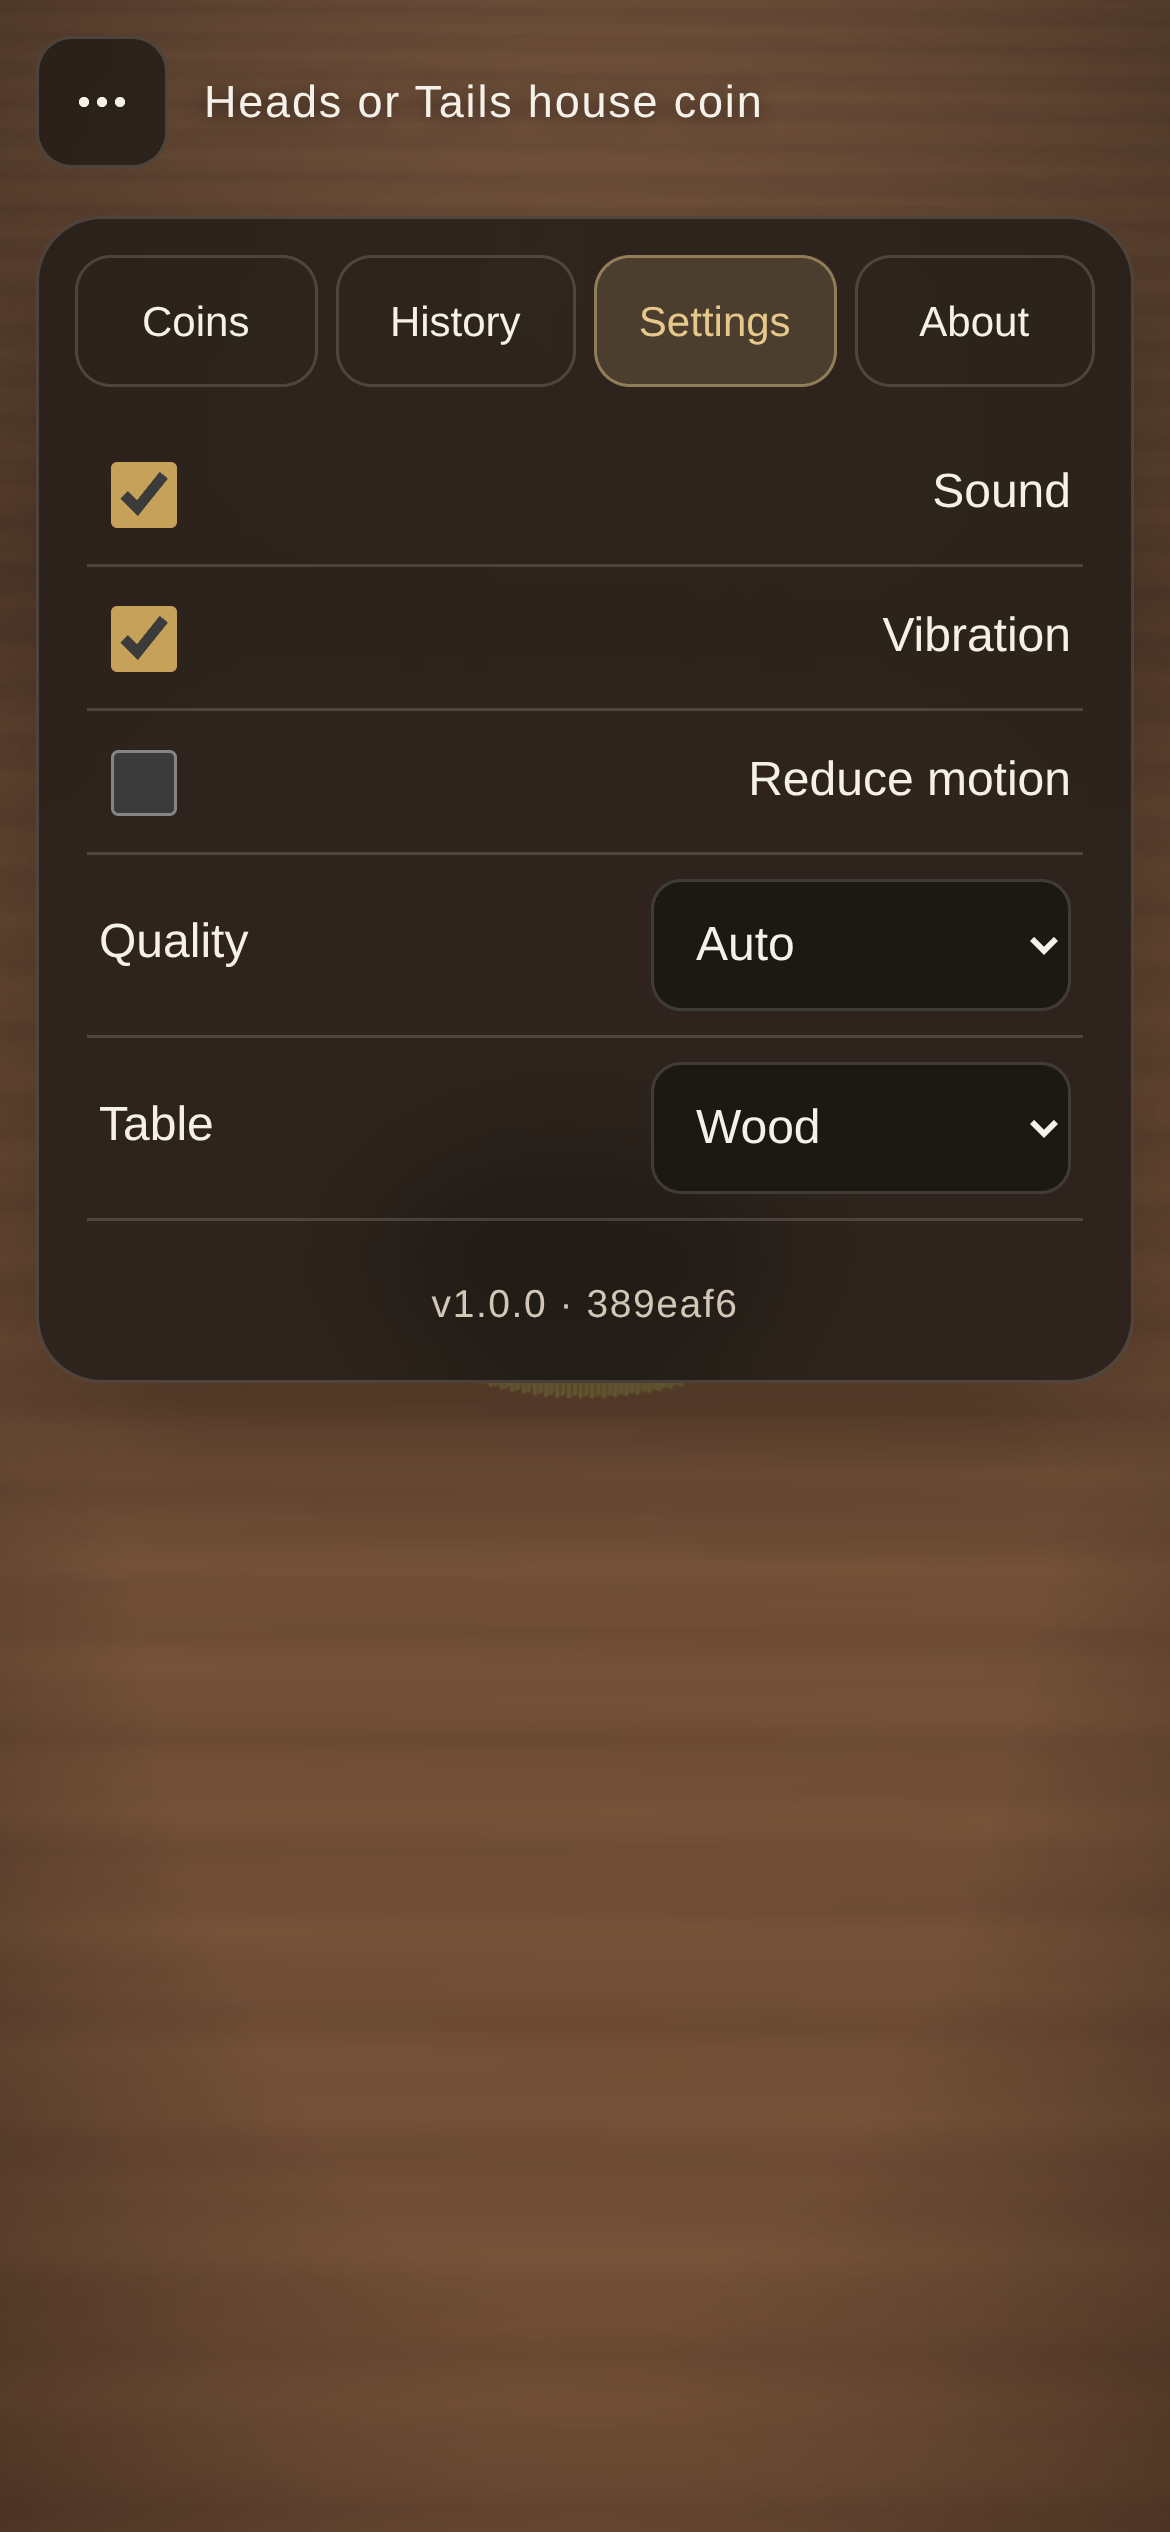 Heads or Tails house coin
Coins History Settings About
Sound
Vibration
Reduce motion
Quality Auto
Table Wood
v1.0.0 · 389eaf6